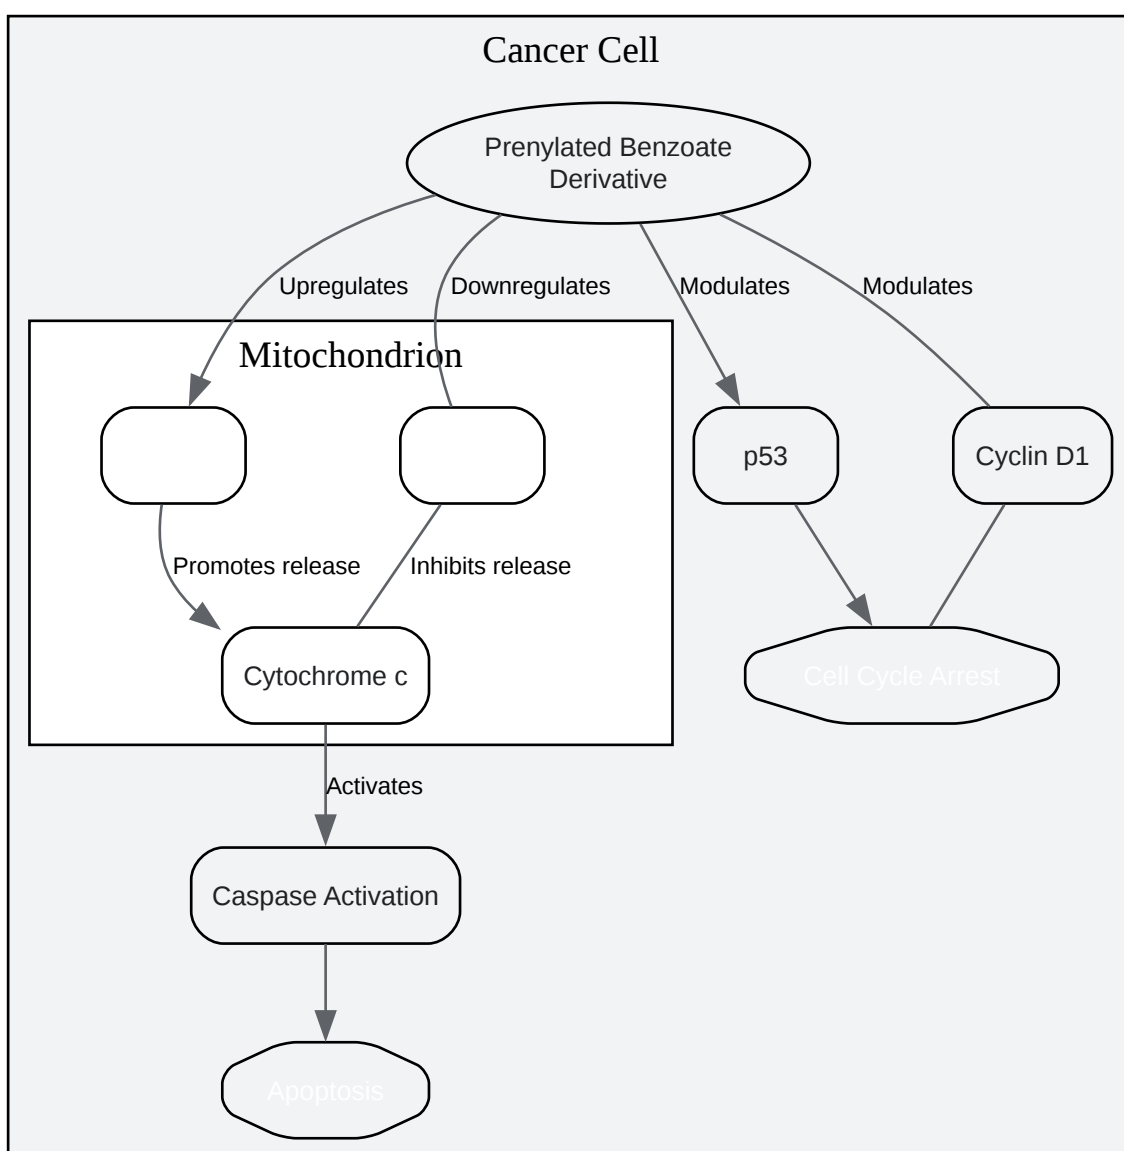 Cancer Cell
Prenylated Benzoate
Derivative
Upregulates
Downregulates
Modulates
Modulates
Mitochondrion
p53
Cyclin D1
Promotes release
Inhibits release
Cytochrome c
Cell Cycle Arrest
Activates
Caspase Activation
Apoptosis